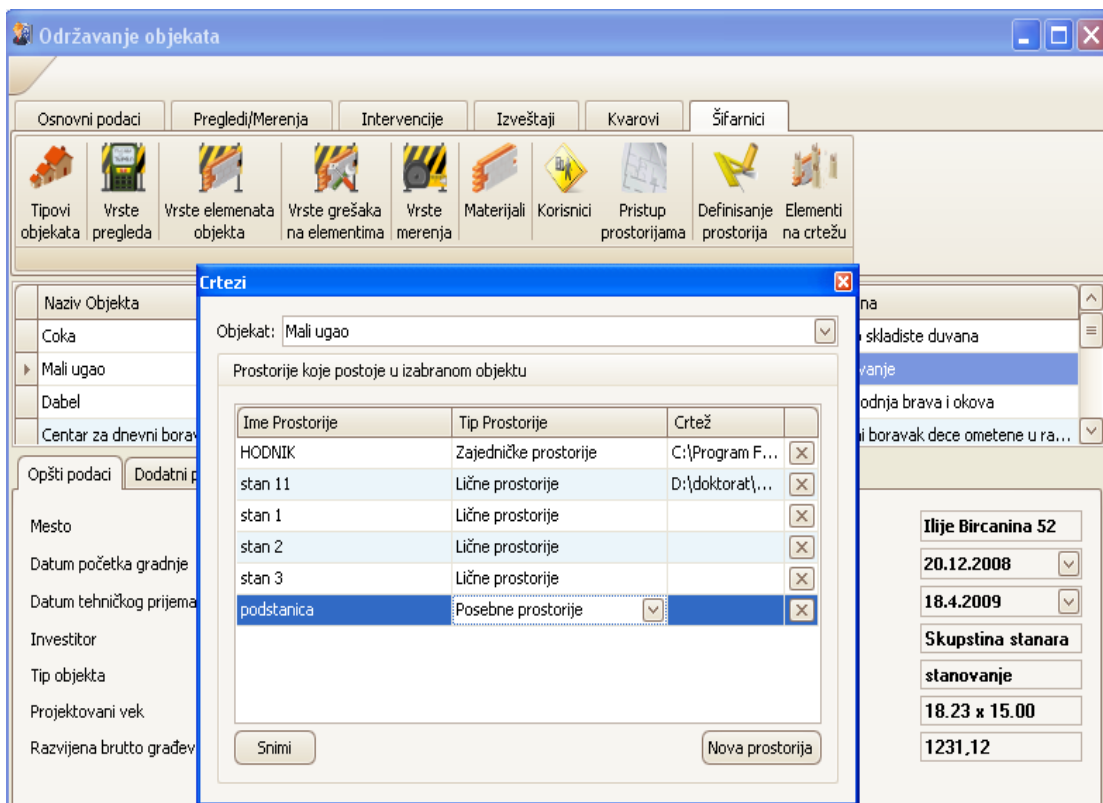 Održavanje objekata
Osnovni podaci Pregledi/Merenja Intervencije Izveštaji Kvarovi Šifarnici
Tipovi objekata
Vrste pregleda
Vrste elemenata objekta
Vrste grešaka na elementima
Vrste merenja
Materijali
Korisnici
Pristup prostorijama
Definisanje prostorija
Elementi na crtežu
Naziv Objekta
na
Coka
skladiste duvana
Mali ugao
vanje
Dabel
odnja brava i okova
Centar za dnevni borav
ni boravak dece ometene u ra...
Crtezi
Objekat: Mali ugao
Prostorije koje postoje u izabranom objektu
Ime Prostorije Tip Prostorije Crtež
HODNIK Zajedničke prostorije C:\Program F...
stan 11 Lične prostorije D:\doktorat\...
stan 1 Lične prostorije
stan 2 Lične prostorije
stan 3 Lične prostorije
podstanica Posebne prostorije
Snimi Nova prostorija
Opšti podaci Dodatni p
Mesto Ilije Bircanina 52
Datum početka gradnje 20.12.2008
Datum tehničkog prijema 18.4.2009
Investitor Skupstina stanara
Tip objekta stanovanje
Projektovani vek 18.23 x 15.00
Razvijena brutto građev 1231,12